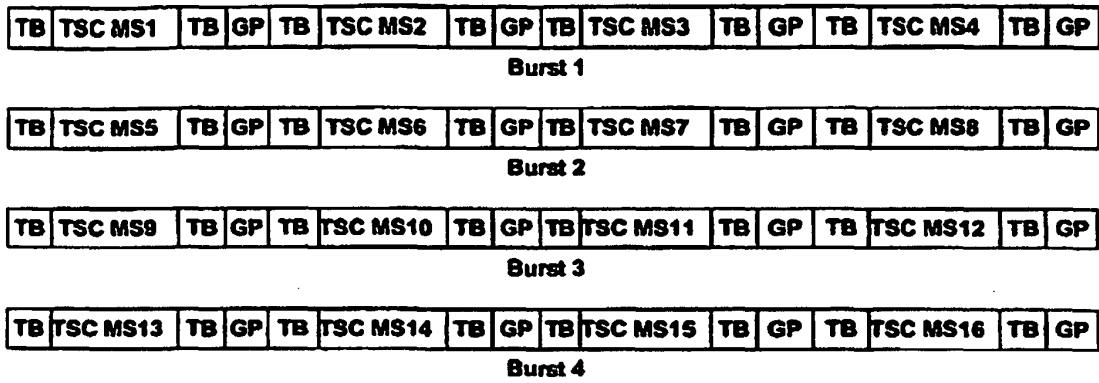 TB TSC MS1 TB GP TB TSC MS2 TB GP TB TSC MS3 TB GP TB TSC MS4 TB GP
Burst 1
TB TSC MS5 TB GP TB TSC MS6 TB GP TB TSC MS7 TB GP TB TSC MS8 TB GP
Burst 2
TB TSC MS9 TB GP TB TSC MS10 TB GP TB TSC MS11 TB GP TB TSC MS12 TB GP
Burst 3
TB TSC MS13 TB GP TB TSC MS14 TB GP TB TSC MS15 TB GP TB TSC MS16 TB GP
Burst 4